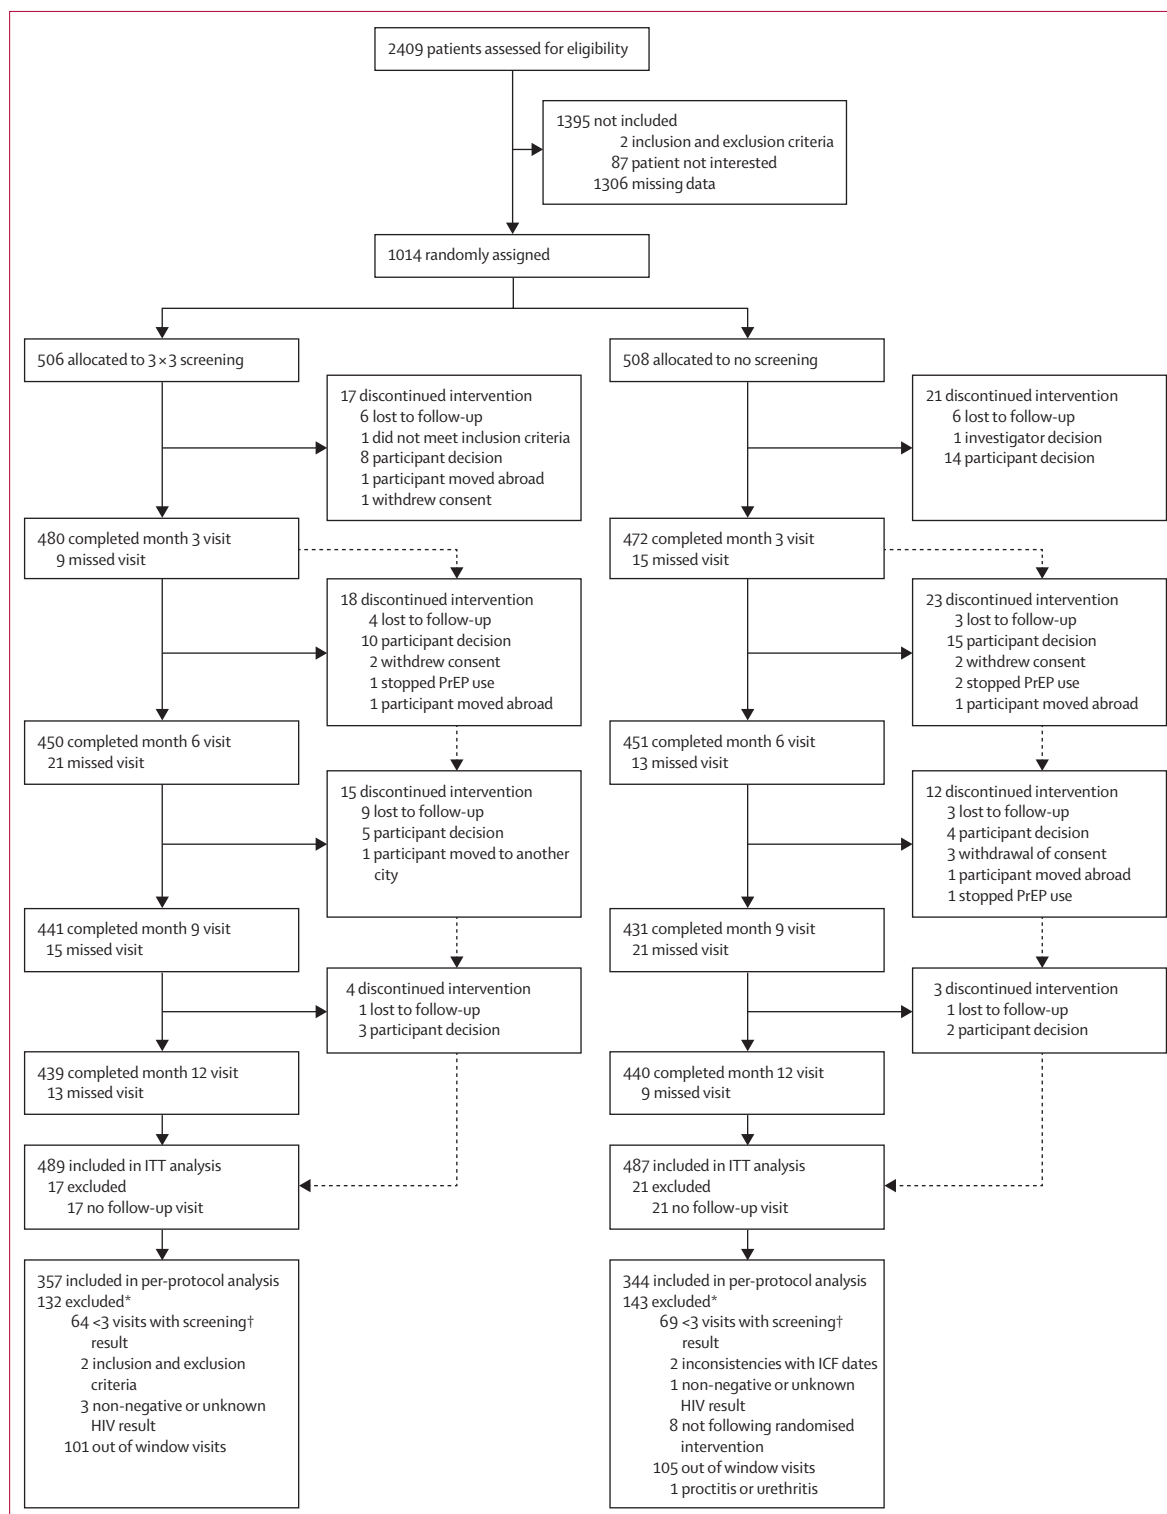 2409 patients assessed for eligibility
1395 not included
2 inclusion and exclusion criteria
87 patient not interested
1306 missing data
1014 randomly assigned
506 allocated to 3 × 3 screening
508 allocated to no screening
17 discontinued intervention
6 lost to follow-up
1 did not meet inclusion criteria
8 participant decision
1 participant moved abroad
1 withdrew consent
21 discontinued intervention
6 lost to follow-up
1 investigator decision
14 participant decision
480 completed month 3 visit
9 missed visit
472 completed month 3 visit
15 missed visit
18 discontinued intervention
4 lost to follow-up
10 participant decision
2 withdrew consent
1 stopped PrEP use
1 participant moved abroad
23 discontinued intervention
3 lost to follow-up
15 participant decision
2 withdrew consent
2 stopped PrEP use
1 participant moved abroad
450 completed month 6 visit
21 missed visit
451 completed month 6 visit
13 missed visit
15 discontinued intervention
9 lost to follow-up
5 participant decision
1 participant moved to another
city
12 discontinued intervention
3 lost to follow-up
4 participant decision
3 withdrawal of consent
1 participant moved abroad
1 stopped PrEP use
441 completed month 9 visit
15 missed visit
431 completed month 9 visit
21 missed visit
4 discontinued intervention
1 lost to follow-up
3 participant decision
3 discontinued intervention
1 lost to follow-up
2 participant decision
439 completed month 12 visit
13 missed visit
440 completed month 12 visit
9 missed visit
489 included in ITT analysis
17 excluded
17 no follow-up visit
487 included in ITT analysis
21 excluded
21 no follow-up visit
357 included in per-protocol analysis
132 excluded*
64 <3 visits with screening†
result
2 inclusion and exclusion
criteria
3 non-negative or unknown
HIV result
101 out of window visits
344 included in per-protocol analysis
143 excluded*
69 <3 visits with screening†
result
2 inconsistencies with ICF dates
1 non-negative or unknown
HIV result
8 not following randomised
intervention
105 out of window visits
1 proctitis or urethritis